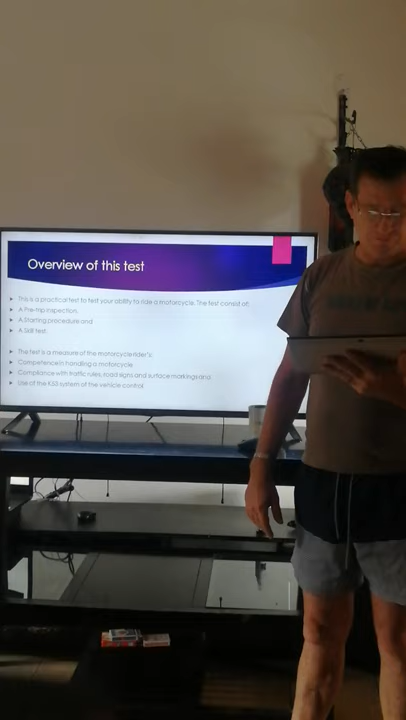 Overview of this test
This is a practical test to test your ability to ride a motorcycle. The test consist of;
A Pre-trip Inspection,
A Starting procedure and
A Skill test.
The test is a measure of the motorcycle rider's:
Competence in handling a motorcycle
Compliance with traffic rules, road signs and surface markings and
Use of the K53 system of the vehicle control.